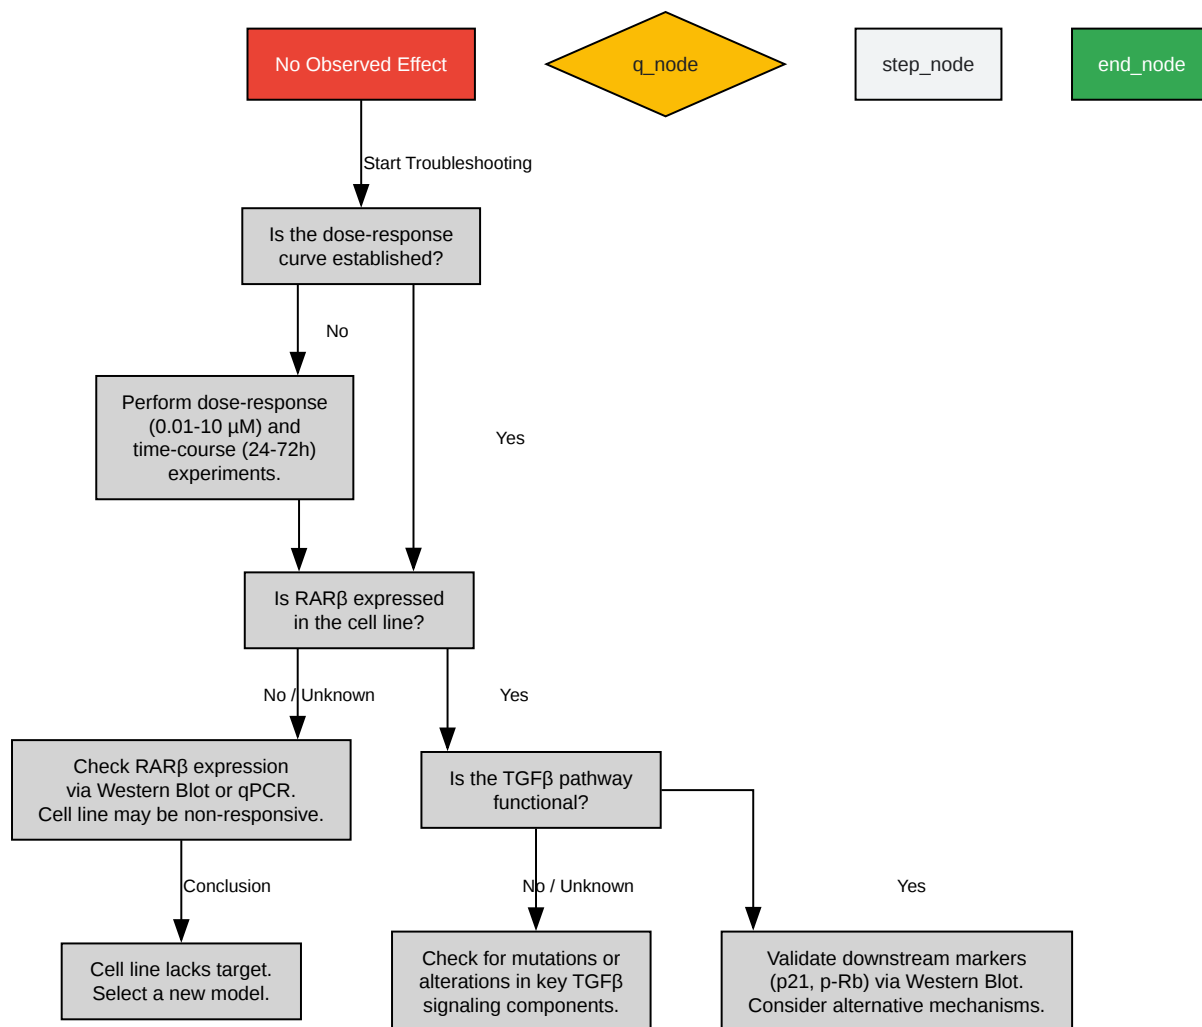 No Observed Effect
q_node
step_node
end_node
Start Troubleshooting
Is the dose-response
curve established?
No
Perform dose-response
(0.01-10 µM) and
time-course (24-72h)
experiments.
Yes
Is RARβ expressed
in the cell line?
No / Unknown
Yes
Check RARβ expression
via Western Blot or qPCR.
Cell line may be non-responsive.
Is the TGFβ pathway
functional?
Conclusion
No / Unknown
Yes
Cell line lacks target.
Select a new model.
Check for mutations or
alterations in key TGFβ
signaling components.
Validate downstream markers
(p21, p-Rb) via Western Blot.
Consider alternative mechanisms.